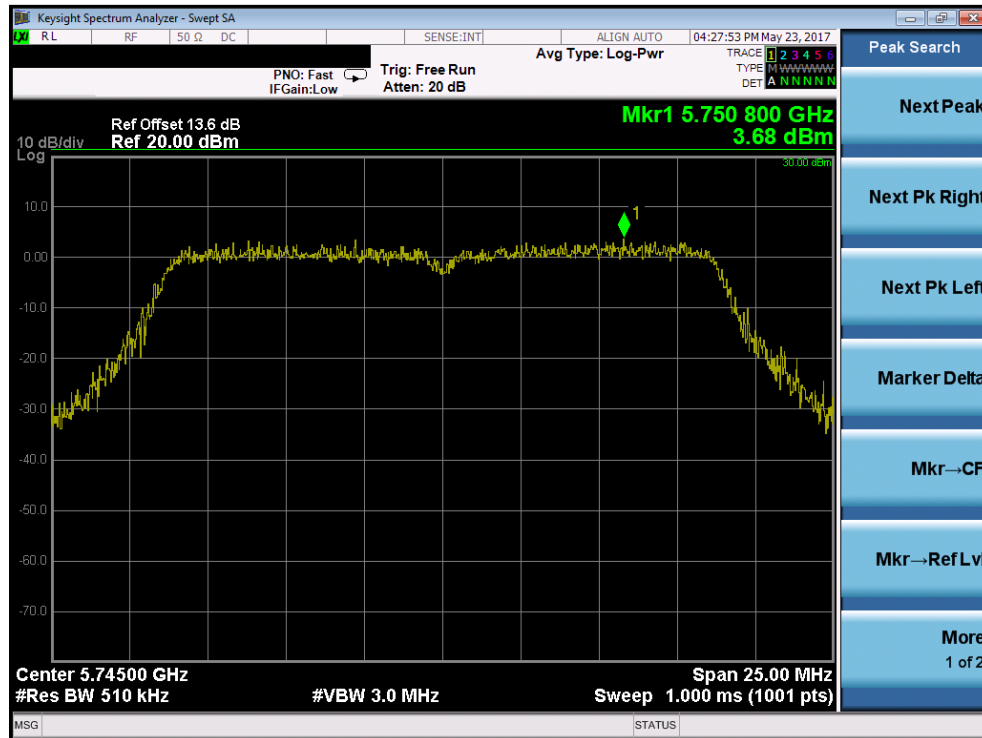 Keysight Spectrum Analyzer - Swept SA
LXI RL RF 50 Ω DC SENSE:INT ALIGN AUTO 04:27:53 PM May 23, 2017
PNO: Fast
IFGain:Low
Trig: Free Run
Atten: 20 dB
Avg Type: Log-Pwr
TRACE 1 2 3 4 5 6
TYPE M WWWWW
DET A N N N N N
Ref Offset 13.6 dB
10 dB/div Ref 20.00 dBm
Log
Mkr1 5.750 800 GHz
3.68 dBm
30.00 dBm
10.0
1
0.00
-10.0
-20.0
-30.0
-40.0
-50.0
-60.0
-70.0
Center 5.74500 GHz Span 25.00 MHz
#Res BW 510 kHz #VBW 3.0 MHz Sweep 1.000 ms (1001 pts)
MSG STATUS
Peak Search
Next Peak
Next Pk Right
Next Pk Left
Marker Delta
Mkr→CF
Mkr→Ref Lvl
More
1 of 2